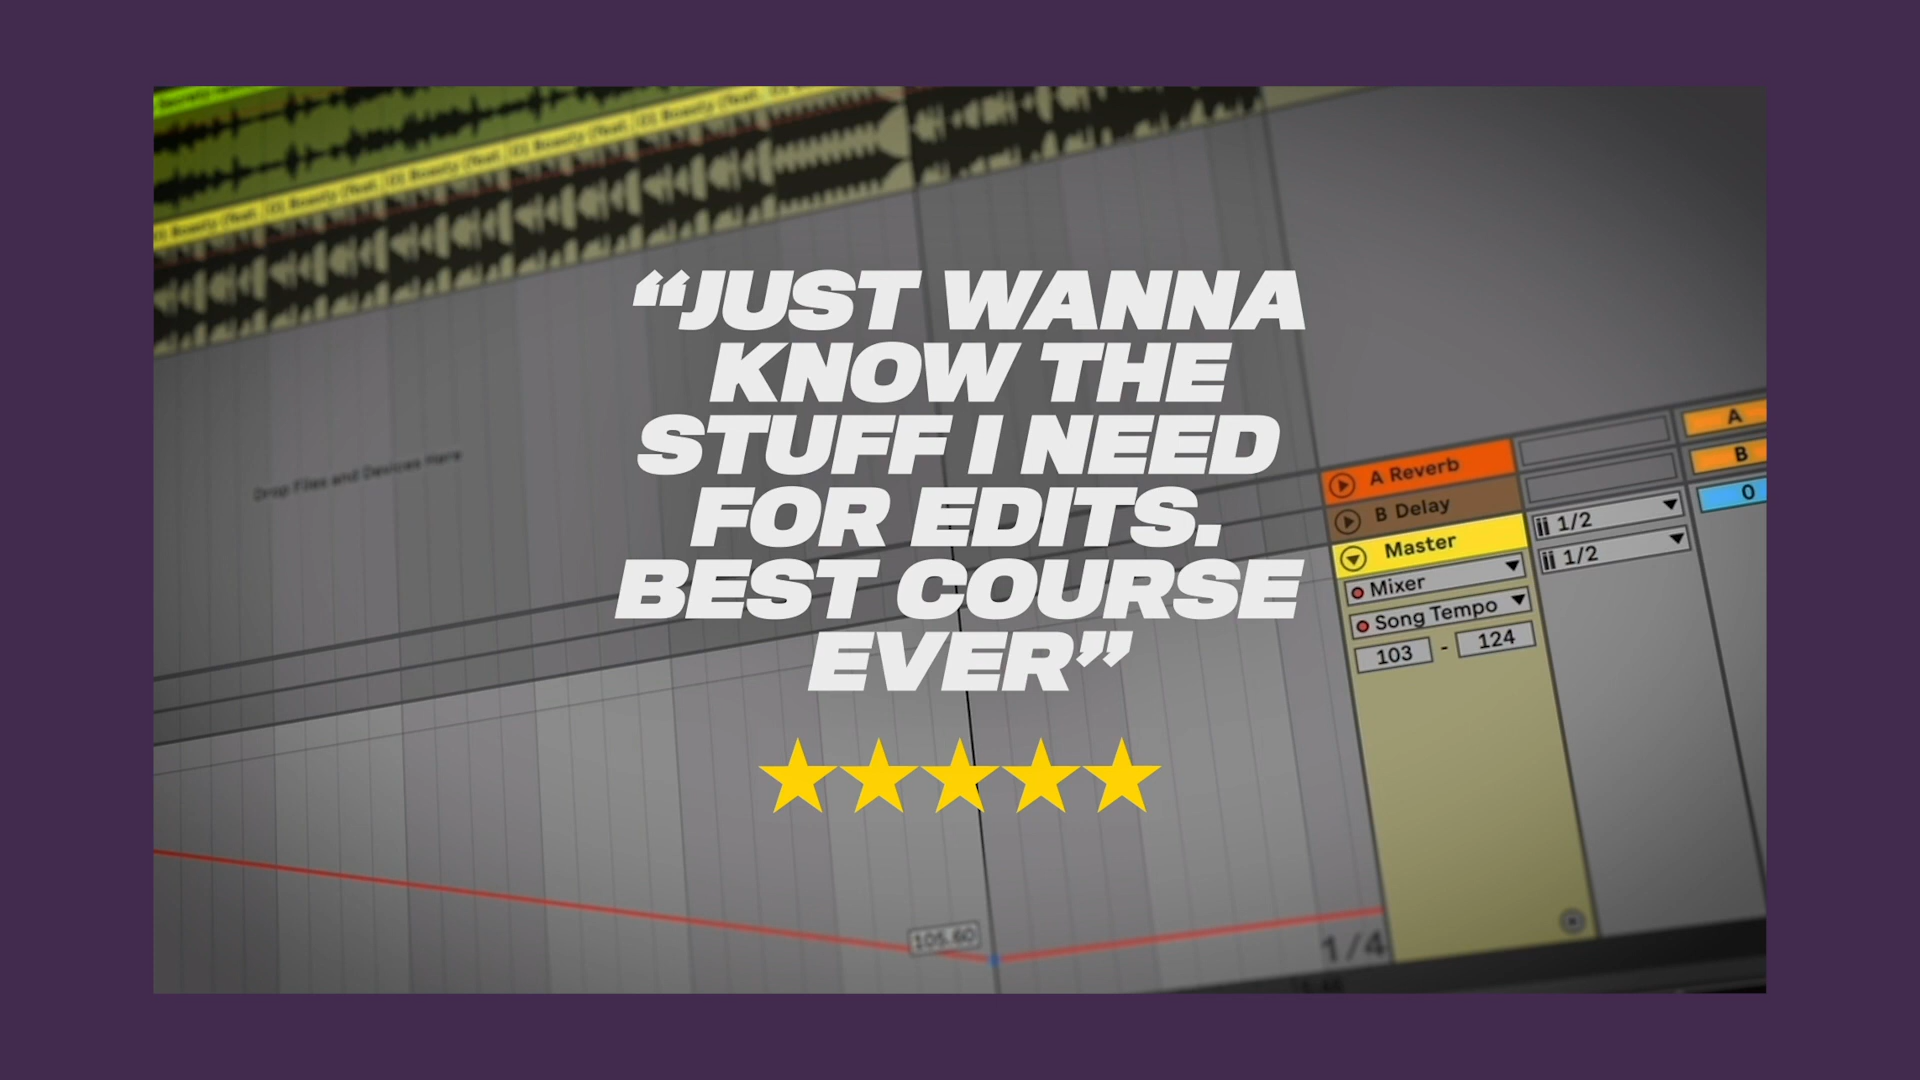 “JUST WANNA
KNOW THE
STUFF I NEED
FOR EDITS.
BEST COURSE
EVER”
Drop Files and Devices Here
A Reverb
B Delay
Master
Mixer
Song Tempo
103 - 124
1/2
1/2
A
B
0
105.60
1/4